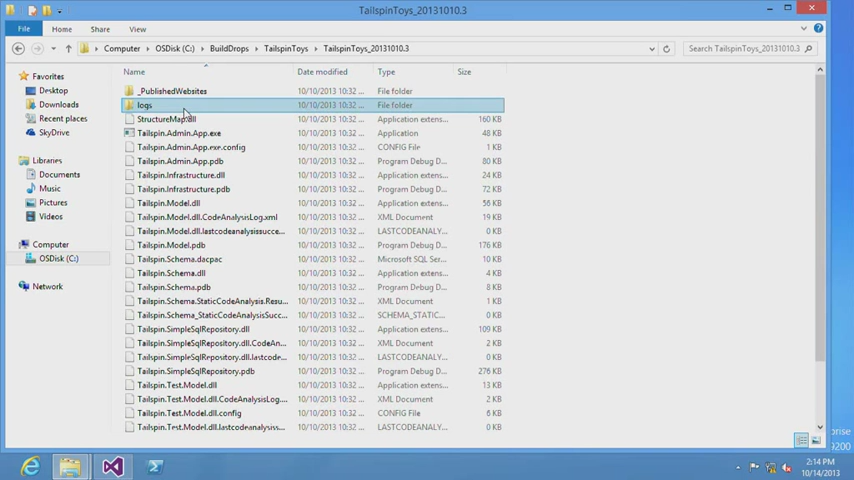 TailspinToys_20131010.3
File Home Share View
Computer OSDisk (C:) BuildDrops TailspinToys TailspinToys_20131010.3 Search TailspinToys_20131010.3
Name Date modified Type Size
Favorites
Desktop
Downloads
Recent places
SkyDrive
Libraries
Documents
Music
Pictures
Videos
Computer
OSDisk (C:)
Network
_PublishedWebsites 10/10/2013 10:32 ... File folder
logs 10/10/2013 10:32 ... File folder
StructureMap.dll 10/10/2013 10:32 ... Application extens... 160 KB
Tailspin.Admin.App.exe 10/10/2013 10:32 ... Application 48 KB
Tailspin.Admin.App.exe.config 10/10/2013 10:32 ... CONFIG File 1 KB
Tailspin.Admin.App.pdb 10/10/2013 10:32 ... Program Debug D... 80 KB
Tailspin.Infrastructure.dll 10/10/2013 10:32 ... Application extens... 24 KB
Tailspin.Infrastructure.pdb 10/10/2013 10:32 ... Program Debug D... 72 KB
Tailspin.Model.dll 10/10/2013 10:32 ... Application extens... 56 KB
Tailspin.Model.dll.CodeAnalysisLog.xml 10/10/2013 10:32 ... XML Document 19 KB
Tailspin.Model.dll.lastcodeanalysissucce... 10/10/2013 10:32 ... LASTCODEANALY... 0 KB
Tailspin.Model.pdb 10/10/2013 10:32 ... Program Debug D... 176 KB
Tailspin.Schema.dacpac 10/10/2013 10:32 ... Microsoft SQL Ser... 10 KB
Tailspin.Schema.dll 10/10/2013 10:32 ... Application extens... 4 KB
Tailspin.Schema.pdb 10/10/2013 10:32 ... Program Debug D... 8 KB
Tailspin.Schema.StaticCodeAnalysis.Resu... 10/10/2013 10:32 ... XML Document 1 KB
Tailspin.Schema_StaticCodeAnalysisSucc... 10/10/2013 10:32 ... SCHEMA_STATIC... 0 KB
Tailspin.SimpleSqlRepository.dll 10/10/2013 10:32 ... Application extens... 109 KB
Tailspin.SimpleSqlRepository.dll.CodeAn... 10/10/2013 10:32 ... XML Document 2 KB
Tailspin.SimpleSqlRepository.dll.lastcode... 10/10/2013 10:32 ... LASTCODEANALY... 0 KB
Tailspin.SimpleSqlRepository.pdb 10/10/2013 10:32 ... Program Debug D... 276 KB
Tailspin.Test.Model.dll 10/10/2013 10:32 ... Application extens... 13 KB
Tailspin.Test.Model.dll.CodeAnalysisLog.... 10/10/2013 10:32 ... XML Document 2 KB
Tailspin.Test.Model.dll.config 10/10/2013 10:32 ... CONFIG File 6 KB
Tailspin.Test.Model.dll.lastcodeanalysiss... 10/10/2013 10:32 ... LASTCODEANALY... 0 KB
prise
9200
2:14 PM
10/14/2013